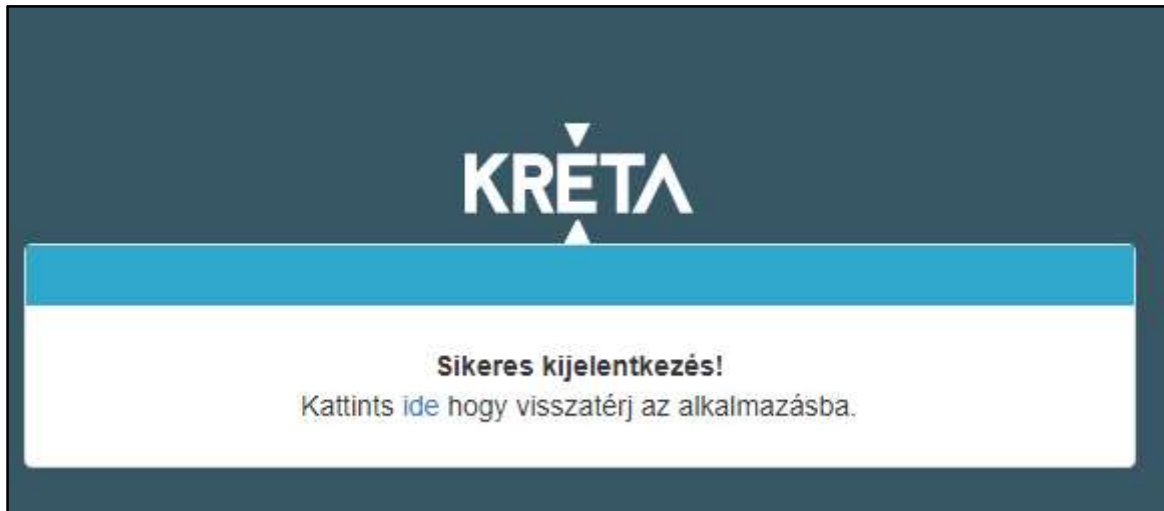 KRÉTA
Sikeres kijelentkezés!
Kattints ide hogy visszatérj az alkalmazásba.